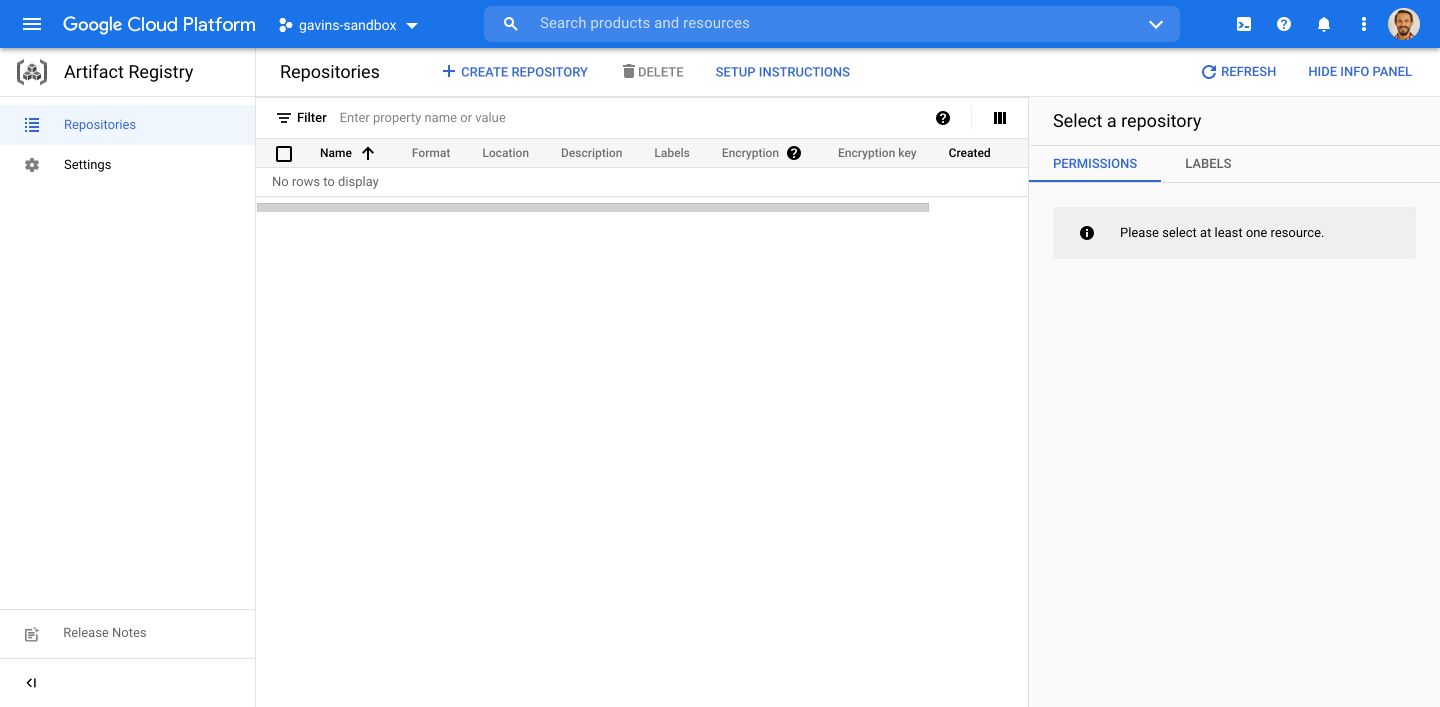 Google Cloud Platform
gavins-sandbox
Search products and resources
Artifact Registry
Repositories
CREATE REPOSITORY
DELETE
SETUP INSTRUCTIONS
REFRESH
HIDE INFO PANEL
Repositories
Settings
Release Notes
Filter Enter property name or value
Name Format Location Description Labels Encryption Encryption key Created
No rows to display
Select a repository
PERMISSIONS LABELS
Please select at least one resource.